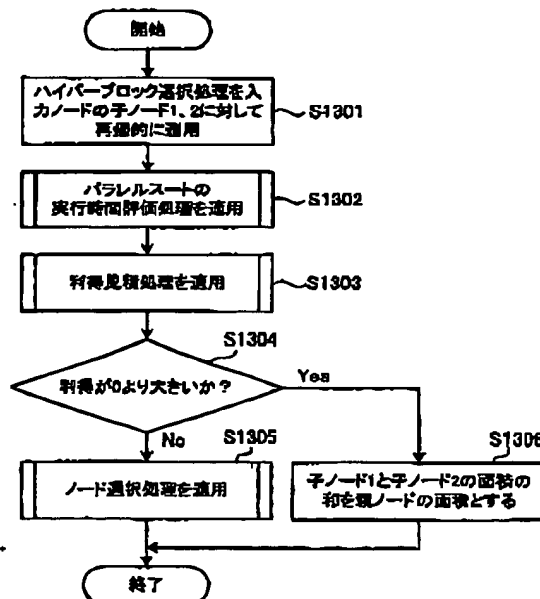 開始
ハイパーブロック選択処理を入
力ノードの子ノード1、2に対して
再帰的に適用
S1301
パラレルスートの
実行時間評価処理を適用
S1302
利得見積処理を適用
S1303
S1304
利得が0より大きいか?
Yes
No
S1305
S1306
ノード選択処理を適用
子ノード1と子ノード2の面積の
和を親ノードの面積とする
終了